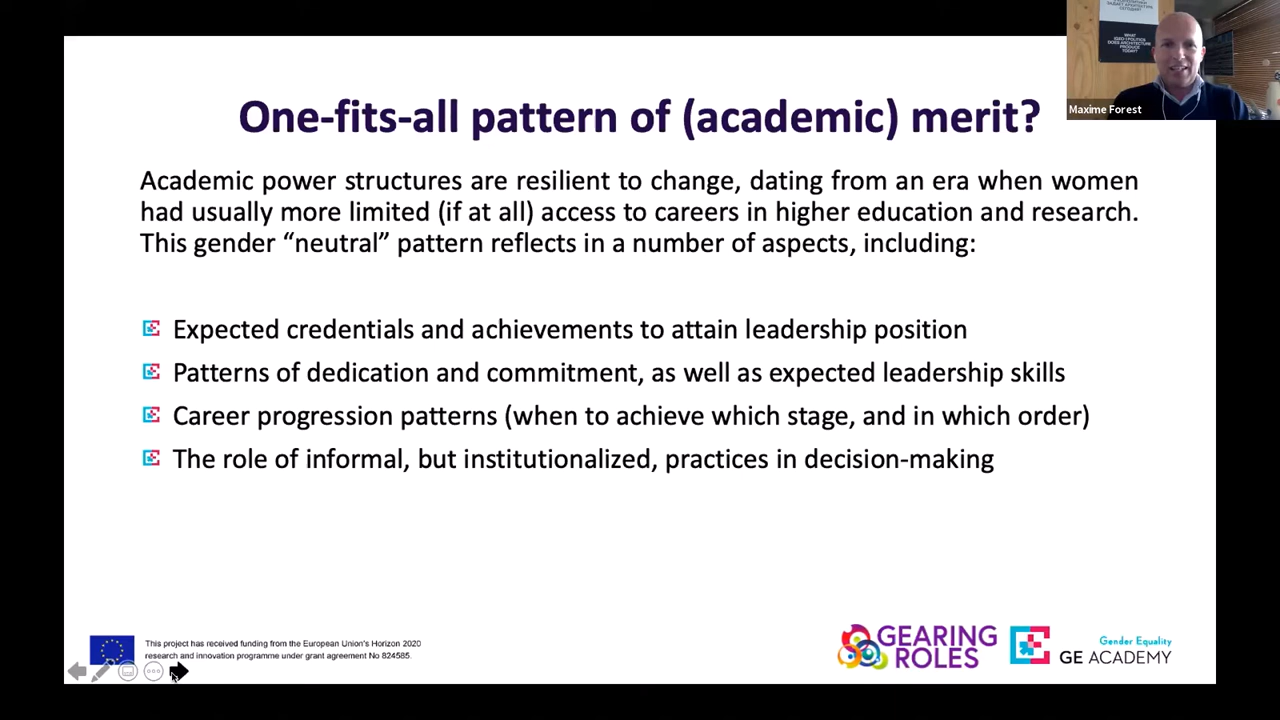 WHAT
DOES ARCHITECTURE
PRODUCE
TODAY?
Maxime Forest
One-fits-all pattern of (academic) merit?
Academic power structures are resilient to change, dating from an era when women
had usually more limited (if at all) access to careers in higher education and research.
This gender “neutral” pattern reflects in a number of aspects, including:
Expected credentials and achievements to attain leadership position
Patterns of dedication and commitment, as well as expected leadership skills
Career progression patterns (when to achieve which stage, and in which order)
The role of informal, but institutionalized, practices in decision-making
This project has received funding from the European Union's Horizon 2020
research and innovation programme under grant agreement No 824585.
GEARING
ROLES
Gender Equality
GE ACADEMY